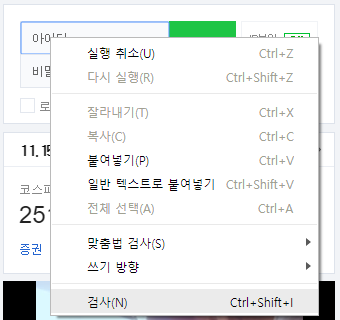 아이디
실행 취소(U) Ctrl+Z
다시 실행(R) Ctrl+Shift+Z
비밀
잘라내기(T) Ctrl+X
복사(C) Ctrl+C
11.15
붙여넣기(P) Ctrl+V
일반 텍스트로 붙여넣기 Ctrl+Shift+V
코스피
전체 선택(A) Ctrl+A
251
맞춤법 검사(S)
증권
쓰기 방향
검사(N) Ctrl+Shift+I